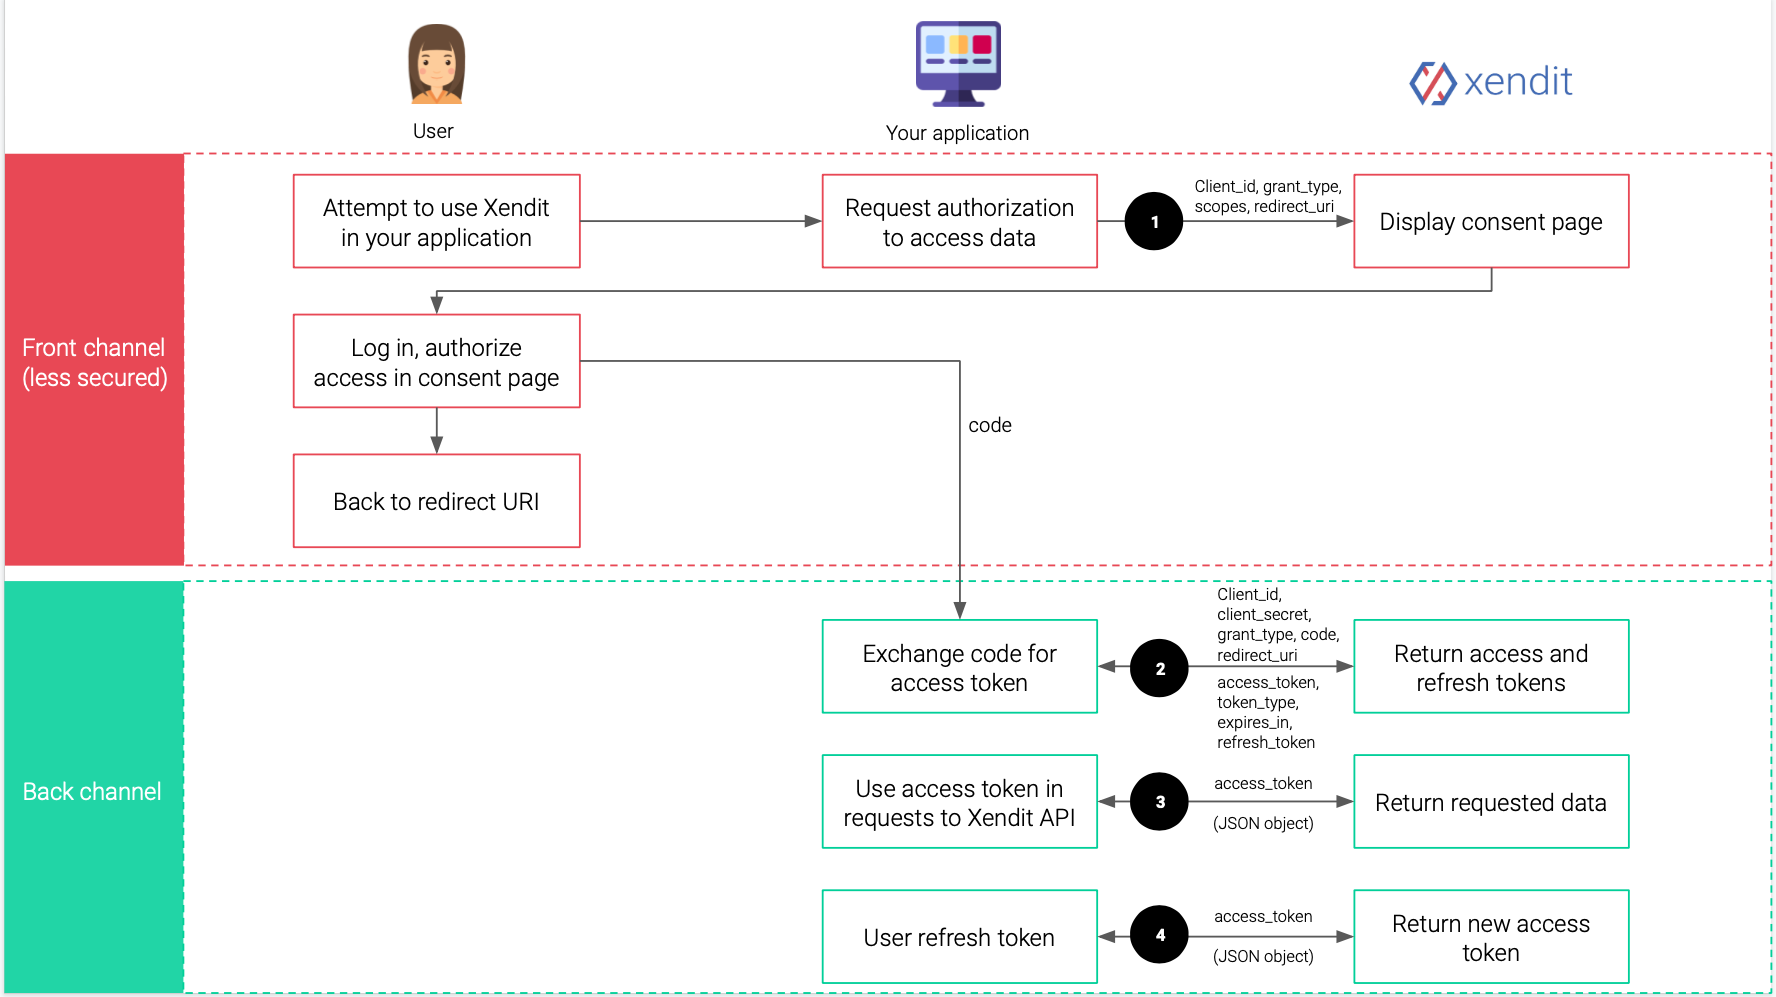 User
Your application
xendit
Front channel
(less secured)
Attempt to use Xendit
in your application
Request authorization
to access data
1
Client_id, grant_type,
scopes, redirect_uri
Display consent page
Log in, authorize
access in consent page
code
Back to redirect URI
Back channel
Exchange code for
access token
2
Client_id,
client_secret,
grant_type, code,
redirect_uri
access_token,
token_type,
expires_in,
refresh_token
Return access and
refresh tokens
Use access token in
requests to Xendit API
3
access_token
(JSON object)
Return requested data
User refresh token
4
access_token
(JSON object)
Return new access
token